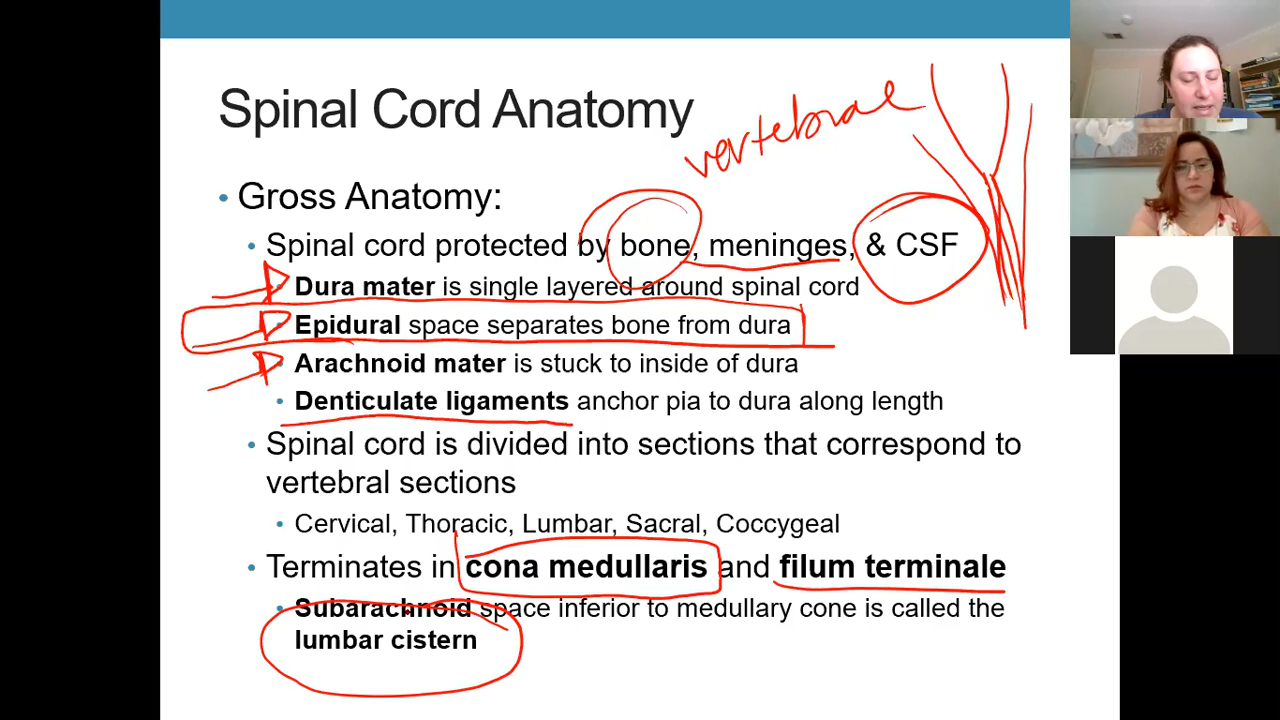 Spinal Cord Anatomy
vertebrae
• Gross Anatomy:
• Spinal cord protected by bone, meninges, & CSF
• Dura mater is single layered around spinal cord
• Epidural space separates bone from dura
• Arachnoid mater is stuck to inside of dura
• Denticulate ligaments anchor pia to dura along length
• Spinal cord is divided into sections that correspond to
vertebral sections
• Cervical, Thoracic, Lumbar, Sacral, Coccygeal
• Terminates in cona medullaris and filum terminale
• Subarachnoid space inferior to medullary cone is called the
lumbar cistern